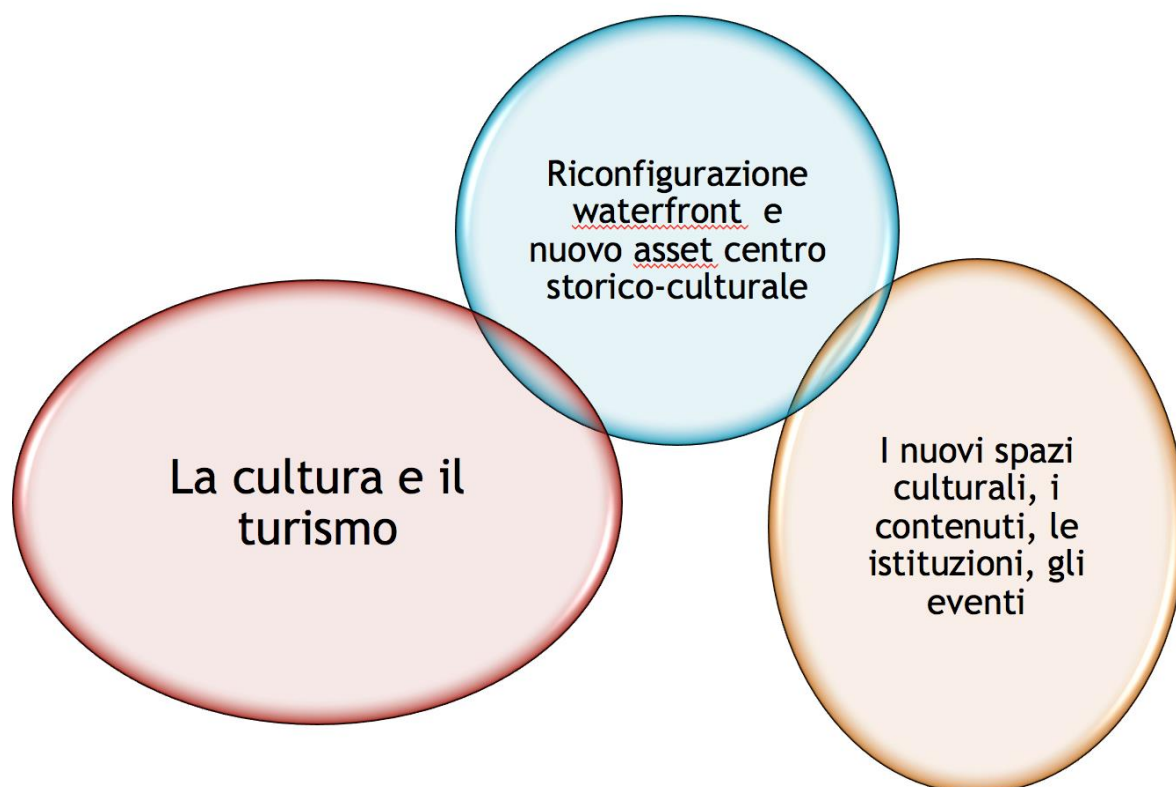 Riconfigurazione
waterfront e
nuovo asset centro
storico-culturale
La cultura e il
turismo
I nuovi spazi
culturali, i
contenuti, le
istituzioni, gli
eventi